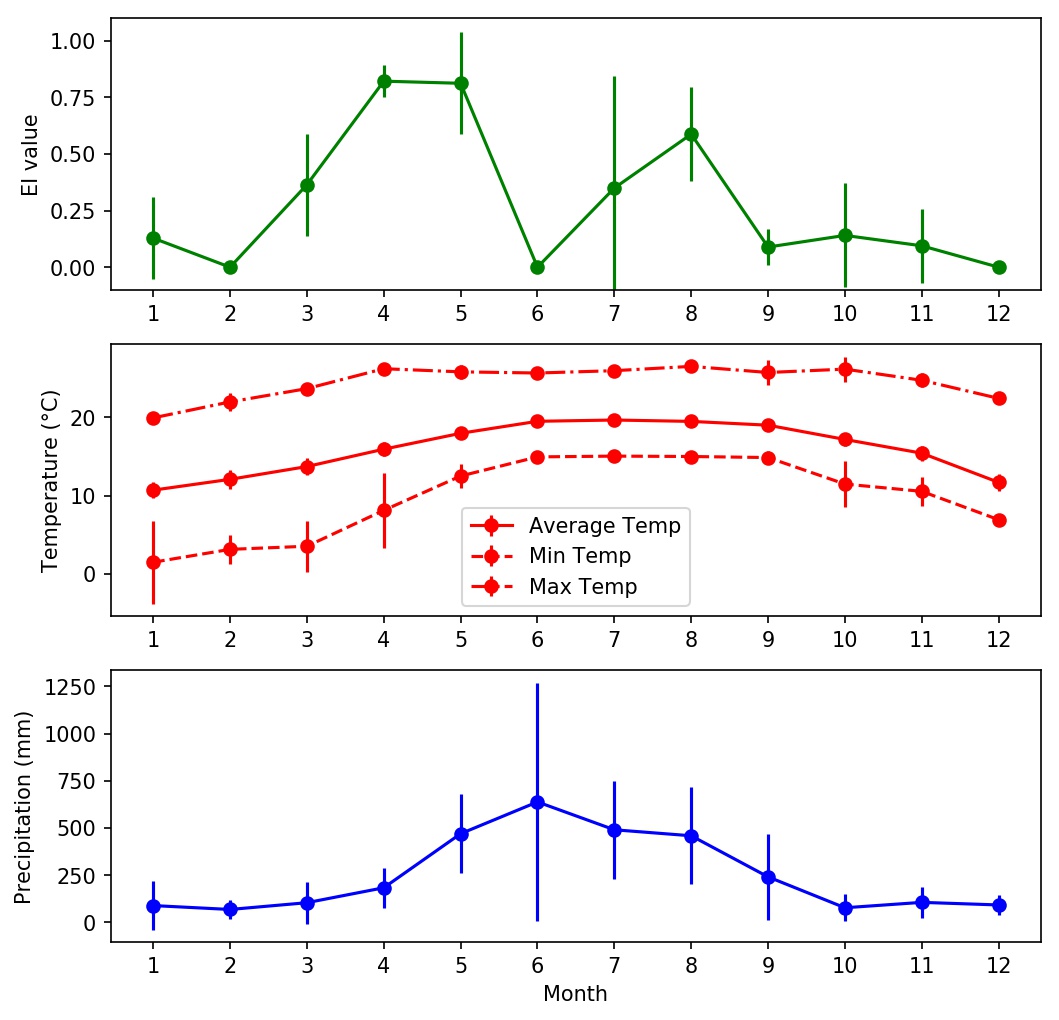 EI value
1.00
0.75
0.50
0.25
0.00
1 2 3 4 5 6 7 8 9 10 11 12
Temperature (°C)
20
10
0
Average Temp
Min Temp
Max Temp
1 2 3 4 5 6 7 8 9 10 11 12
Precipitation (mm)
1250
1000
750
500
250
0
1 2 3 4 5 6 7 8 9 10 11 12
Month